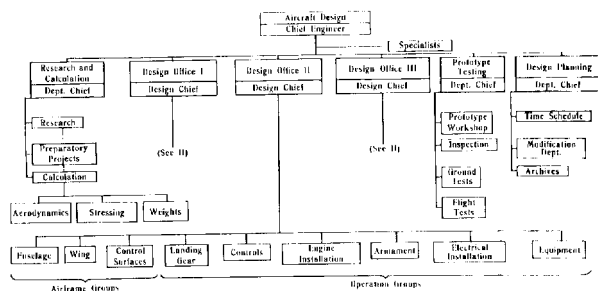 Aircraft Design
Chief Engineer
Specialists
Research and
Calculation
Dept. Chief
Design Office I
Design Chief
Design Office II
Design Chief
Design Office III
Design Chief
Prototype
Testing
Dept. Chief
Design Planning
Dept. Chief
Research
Preparatory
Projects
Calculation
(See II)
(See II)
Prototype
Workshop
Inspection
Ground
Tests
Flight
Tests
Time Schedule
Modification
Dept.
Archives
Aerodynamics
Stressing
Weights
Fuselage
Wing
Control
Surfaces
Landing
Gear
Controls
Engine
Installation
Armament
Electrical
Installation
Equipment
Airframe Groups
Operation Groups